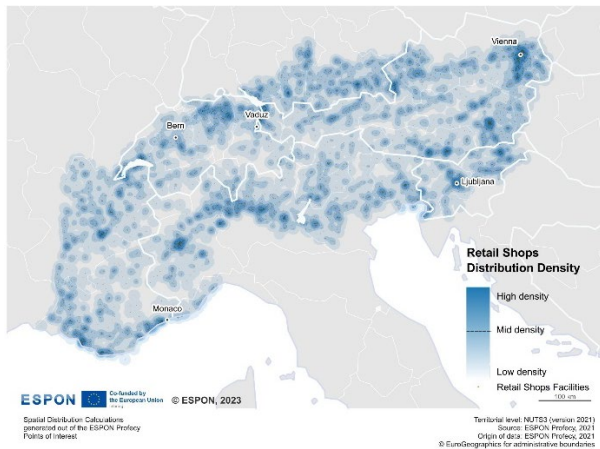 Vienna
Bern
Vaduz
Ljubljana
Monaco
Retail Shops
Distribution Density
High density
Mid density
Low density
Retail Shops Facilities
100 km
ESPON
Co-funded by
the European Union
© ESPON, 2023
Spatial Distribution Calculations
generated out of the ESPON Profecy
Points of Interest
Territorial level: NUTS3 (version 2021)
Source: ESPON Profecy, 2021
Origin of data: ESPON Profecy, 2021
© EuroGeographics for administrative boundaries